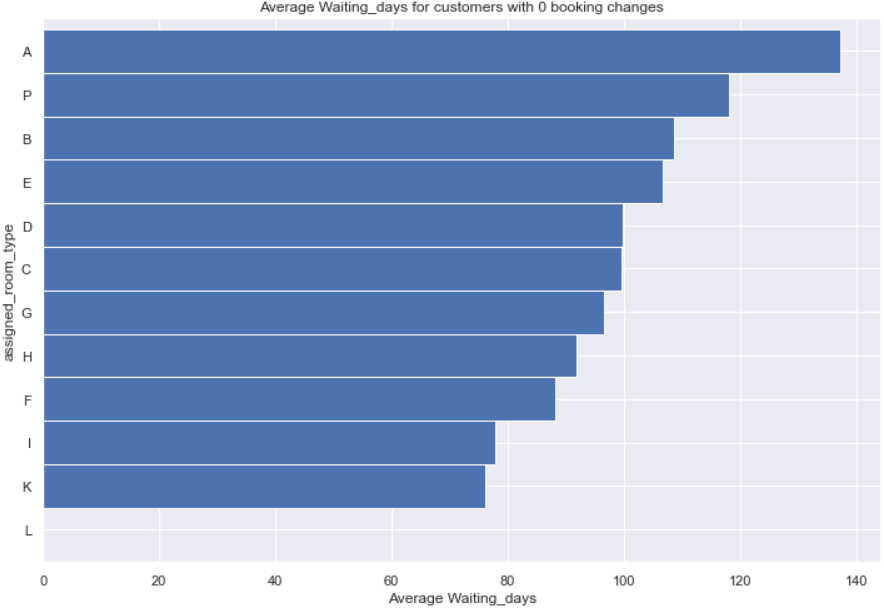 Average Waiting_days for customers with 0 booking changes
assigned_room_type
A
P
B
E
D
C
G
H
F
I
K
L
0 20 40 60 80 100 120 140
Average Waiting_days